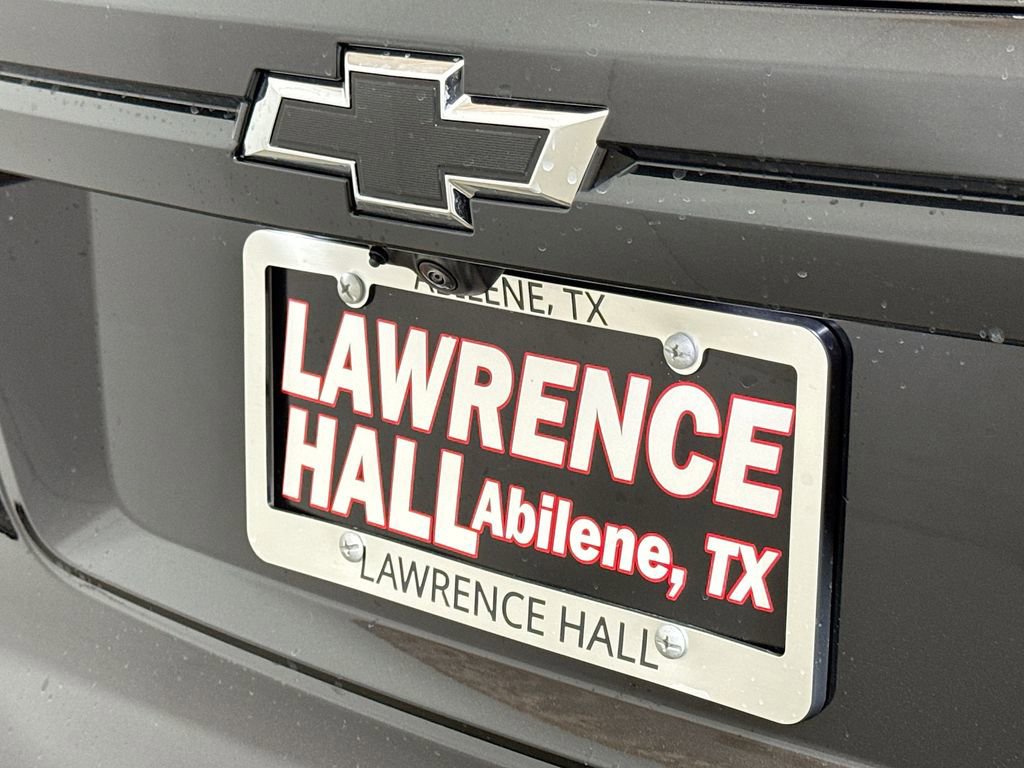 ABILENE, TX
LAWRENCE
HALL Abilene, TX
LAWRENCE HALL